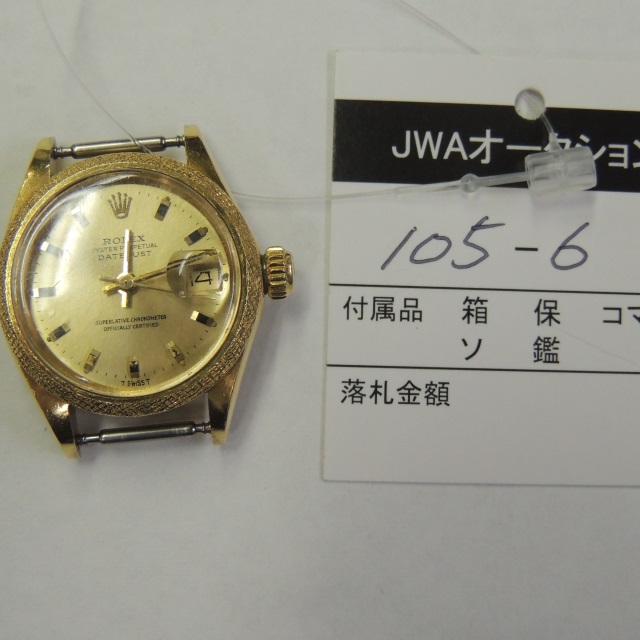 ROLEX
OYSTER PERPETUAL
DATEJUST
SUPERLATIVE CHRONOMETER
OFFICIALLY CERTIFIED
T SWISS T
JWAオークション
105-6
付属品 箱 保 コマ
ソ 鑑
落札金額